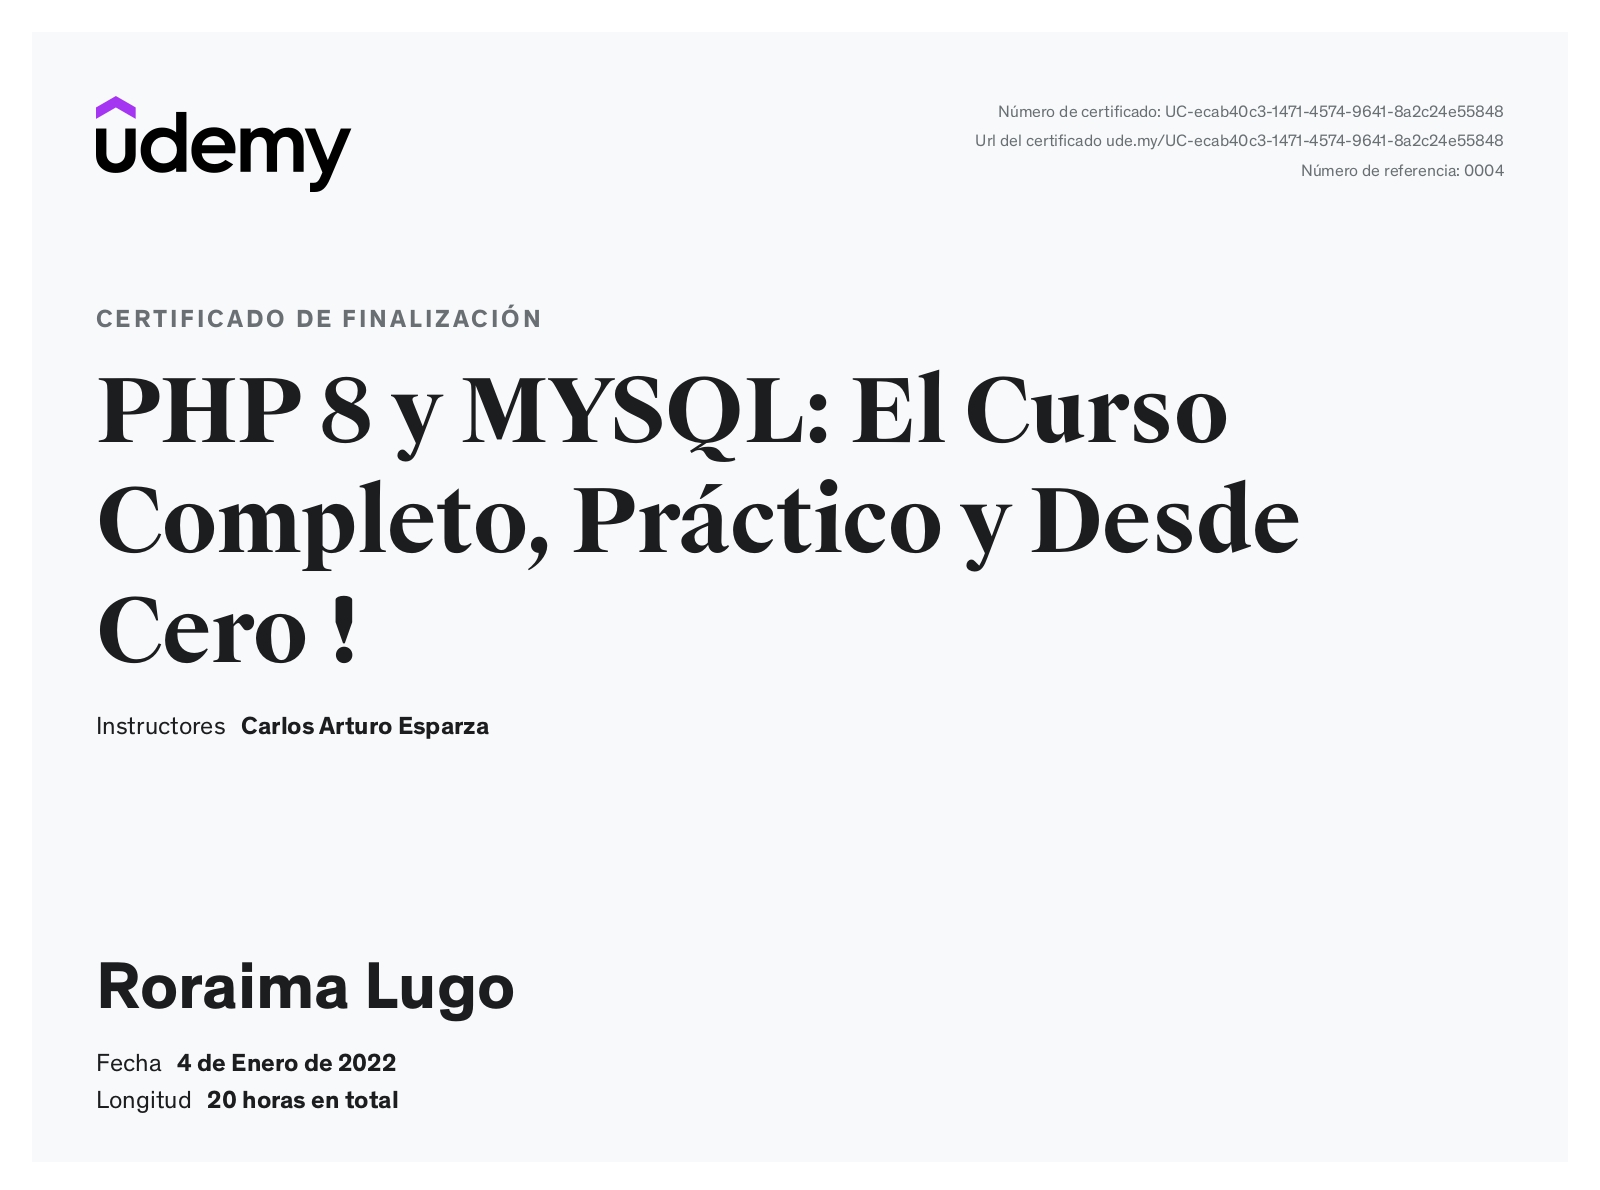 udemy
Número de certificado: UC-ecab40c3-1471-4574-9641-8a2c24e55848
Url del certificado ude.my/UC-ecab40c3-1471-4574-9641-8a2c24e55848
Número de referencia: 0004
CERTIFICADO DE FINALIZACIÓN
PHP 8 y MYSQL: El Curso
Completo, Práctico y Desde
Cero !
Instructores Carlos Arturo Esparza
Roraima Lugo
Fecha 4 de Enero de 2022
Longitud 20 horas en total